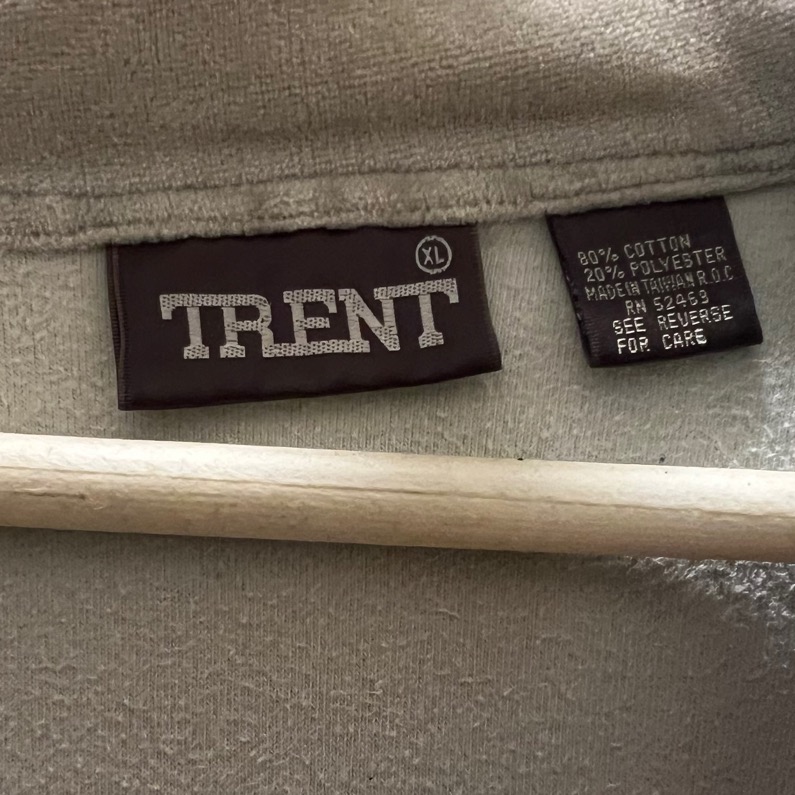 XL
TRENT
80% COTTON
20% POLYESTER
MADE IN TAIWAN R.O.C
RN 52463
SEE REVERSE
FOR CARE